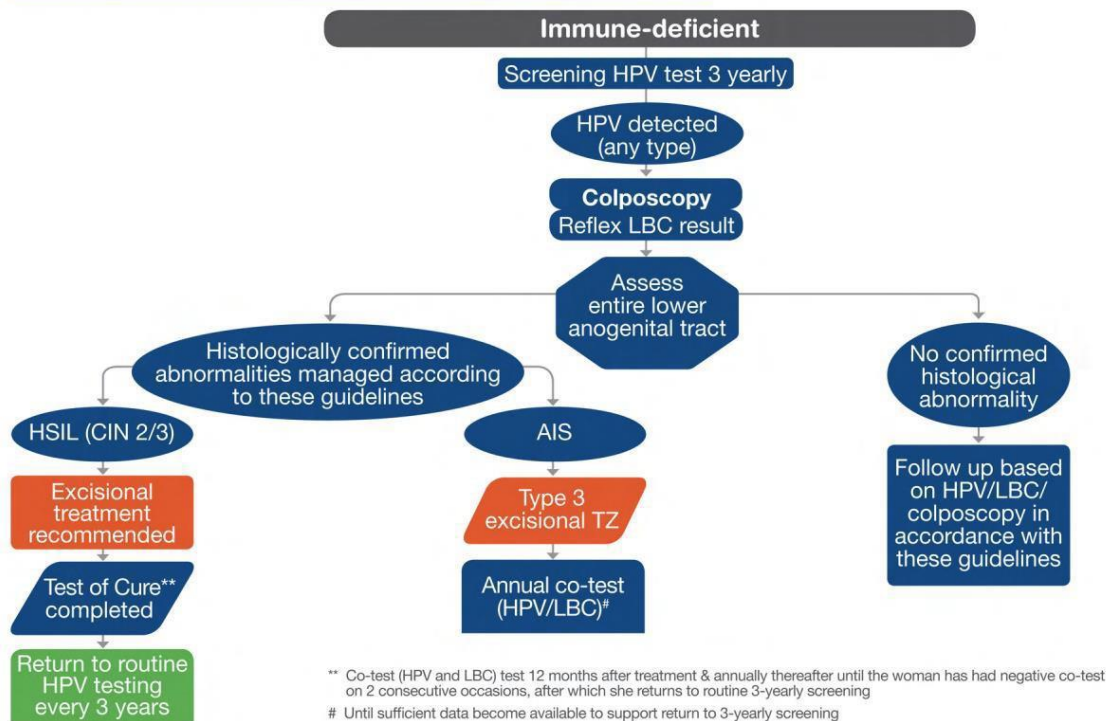 Immune-deficient
Screening HPV test 3 yearly
HPV detected
(any type)
Colposcopy
Reflex LBC result
Assess
entire lower
anogenital tract
Histologically confirmed
abnormalities managed according
to these guidelines
No confirmed
histological
abnormality
HSIL (CIN 2/3)
AIS
Excisional
treatment
recommended
Type 3
excisional TZ
Follow up based
on HPV/LBC/
colposcopy in
accordance with
these guidelines
Test of Cure**
completed
Annual co-test
(HPV/LBC)#
Return to routine
HPV testing
every 3 years
** Co-test (HPV and LBC) test 12 months after treatment & annually thereafter until the woman has had negative co-test
on 2 consecutive occasions, after which she returns to routine 3-yearly screening
# Until sufficient data become available to support return to 3-yearly screening